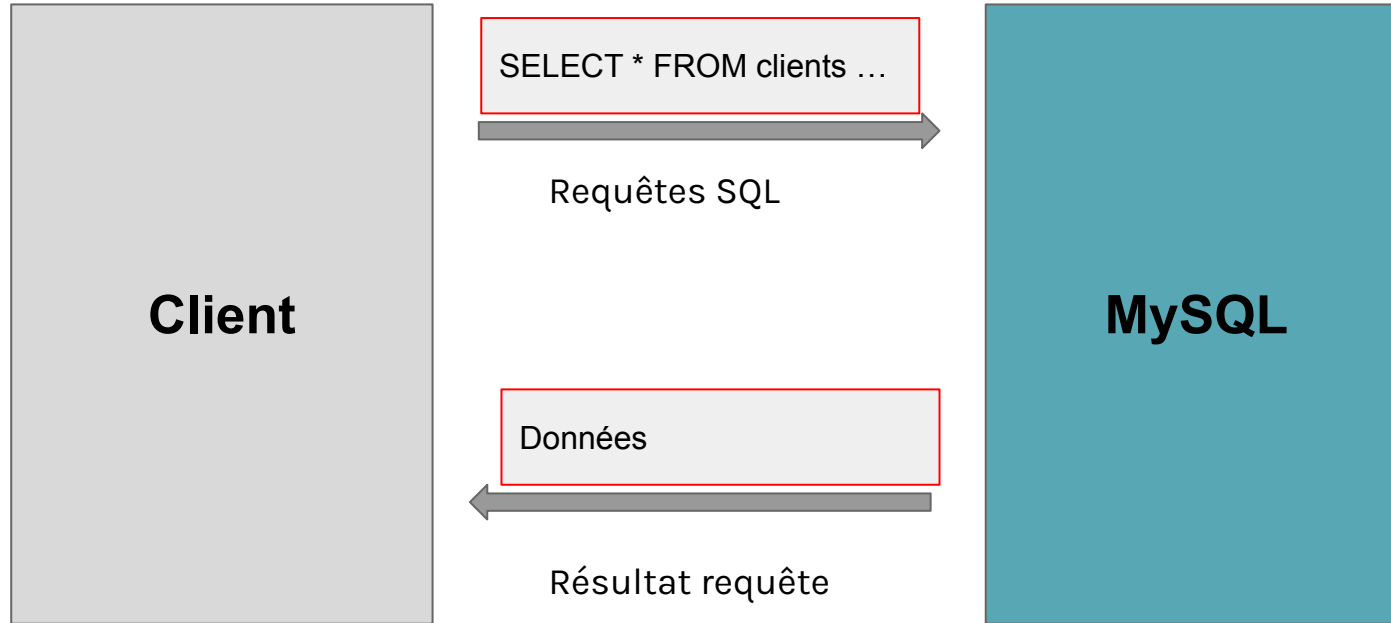 SELECT * FROM clients …
Requêtes SQL
Client
MySQL
Données
Résultat requête